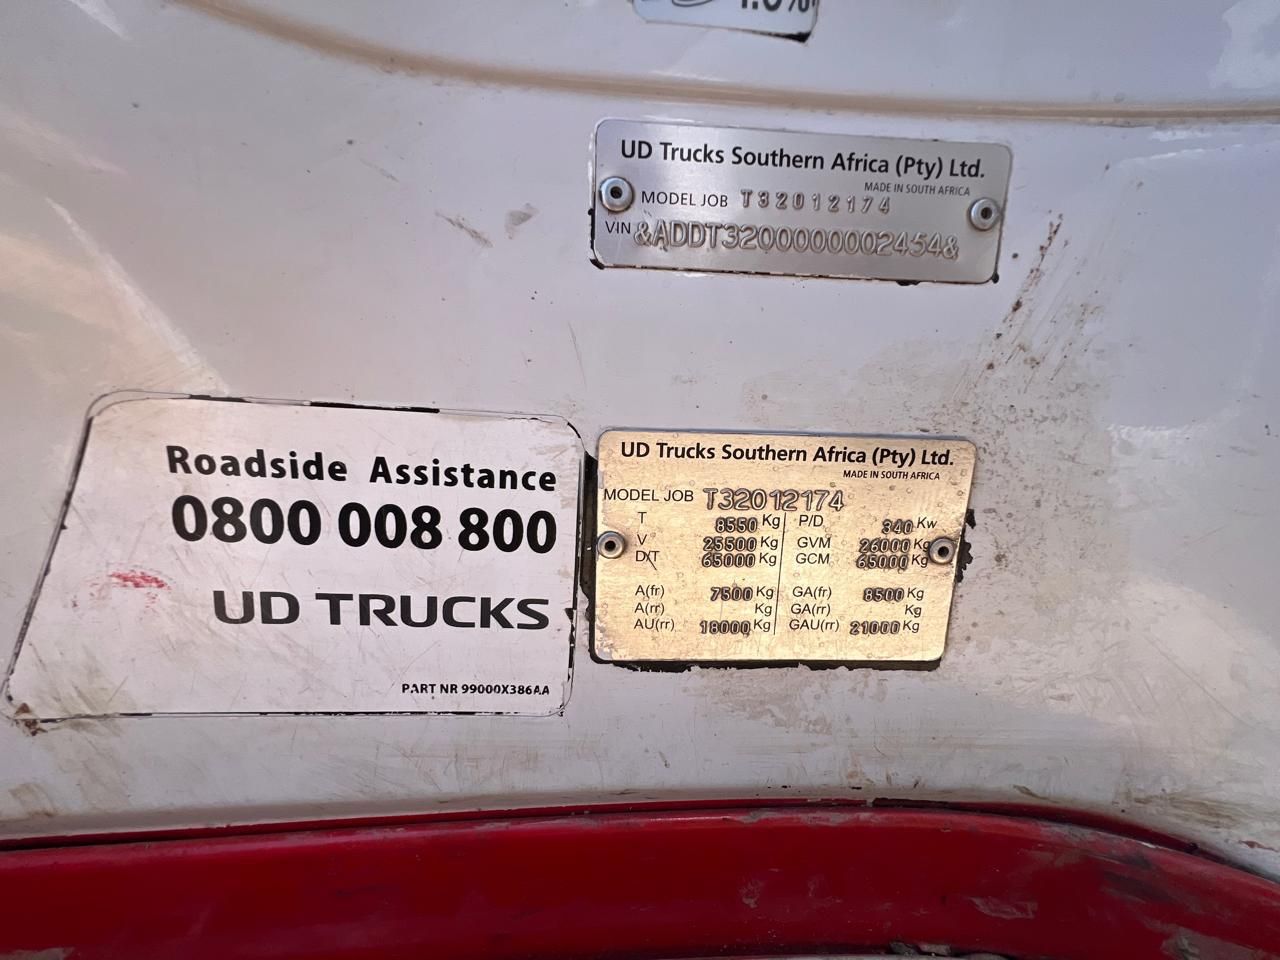 1.6%
UD Trucks Southern Africa (Pty) Ltd.
MADE IN SOUTH AFRICA
MODEL JOB T32012174
VIN &ADDT3200000002454&
Roadside Assistance
0800 008 800
UD TRUCKS
PART NR 99000X386AA
UD Trucks Southern Africa (Pty) Ltd.
MADE IN SOUTH AFRICA
MODEL JOB T32012174
T 8550 Kg P/D 340 Kw
V 25500 Kg GVM 26000 Kg
D/T 65000 Kg GCM 65000 Kg
A(fr) 7500 Kg GA(fr) 8500 Kg
A(rr) Kg GA(rr) Kg
AU(rr) 18000 Kg GAU(rr) 21000 Kg